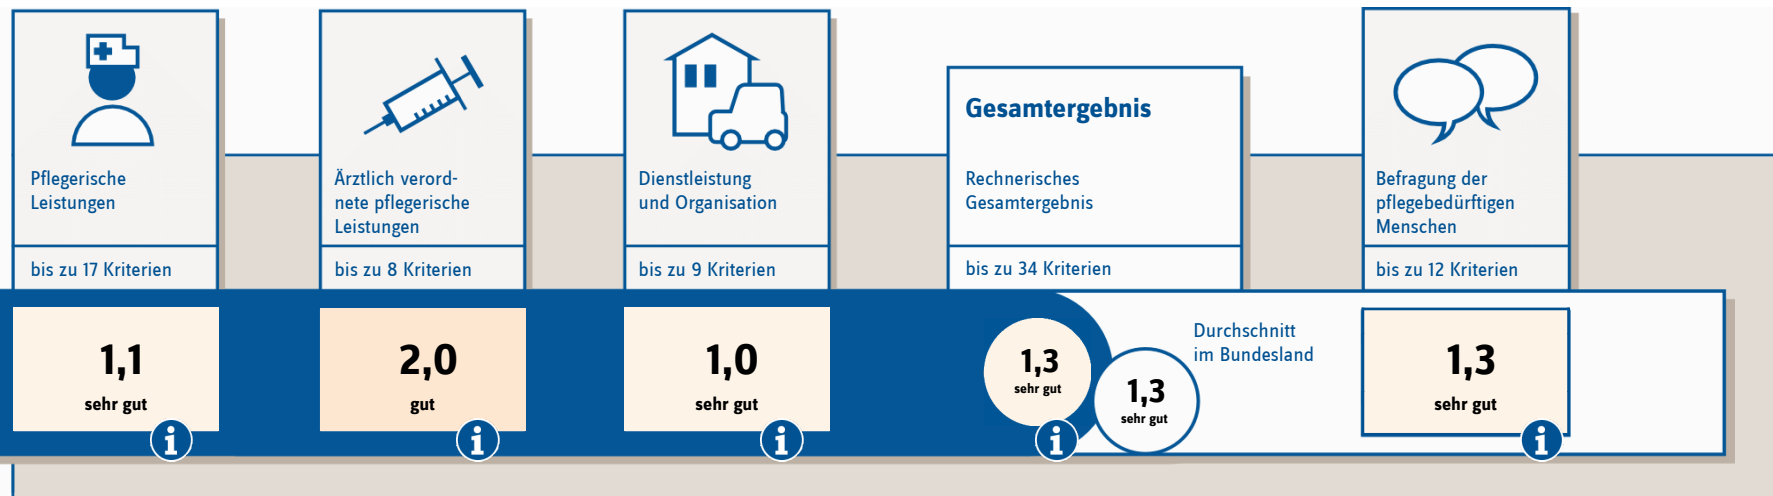 Pflegerische
Leistungen
bis zu 17 Kriterien
1,1
sehr gut
i
Ärztlich verord-
nete pflegerische
Leistungen
bis zu 8 Kriterien
2,0
gut
i
Dienstleistung
und Organisation
bis zu 9 Kriterien
1,0
sehr gut
i
Gesamtergebnis
Rechnerisches
Gesamtergebnis
bis zu 34 Kriterien
1,3
sehr gut
i
Durchschnitt
im Bundesland
1,3
sehr gut
Befragung der
pflegebedürftigen
Menschen
bis zu 12 Kriterien
1,3
sehr gut
i